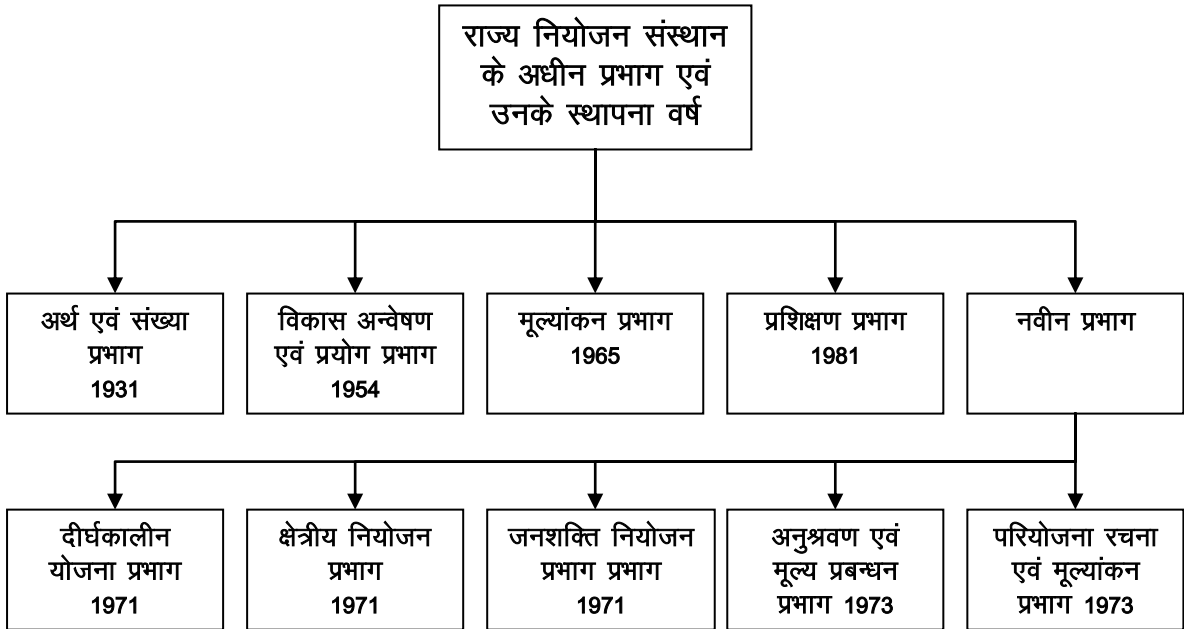 राज्य नियोजन संस्थान
के अधीन प्रभाग एवं
उनके स्थापना वर्ष
अर्थ एवं संख्या
प्रभाग
1931
विकास अन्वेषण
एवं प्रयोग प्रभाग
1954
मूल्यांकन प्रभाग
1965
प्रशिक्षण प्रभाग
1981
नवीन प्रभाग
दीर्घकालीन
योजना प्रभाग
1971
क्षेत्रीय नियोजन
प्रभाग
1971
जनशक्ति नियोजन
प्रभाग प्रभाग
1971
अनुश्रवण एवं
मूल्य प्रबन्धन
प्रभाग 1973
परियोजना रचना
एवं मूल्यांकन
प्रभाग 1973